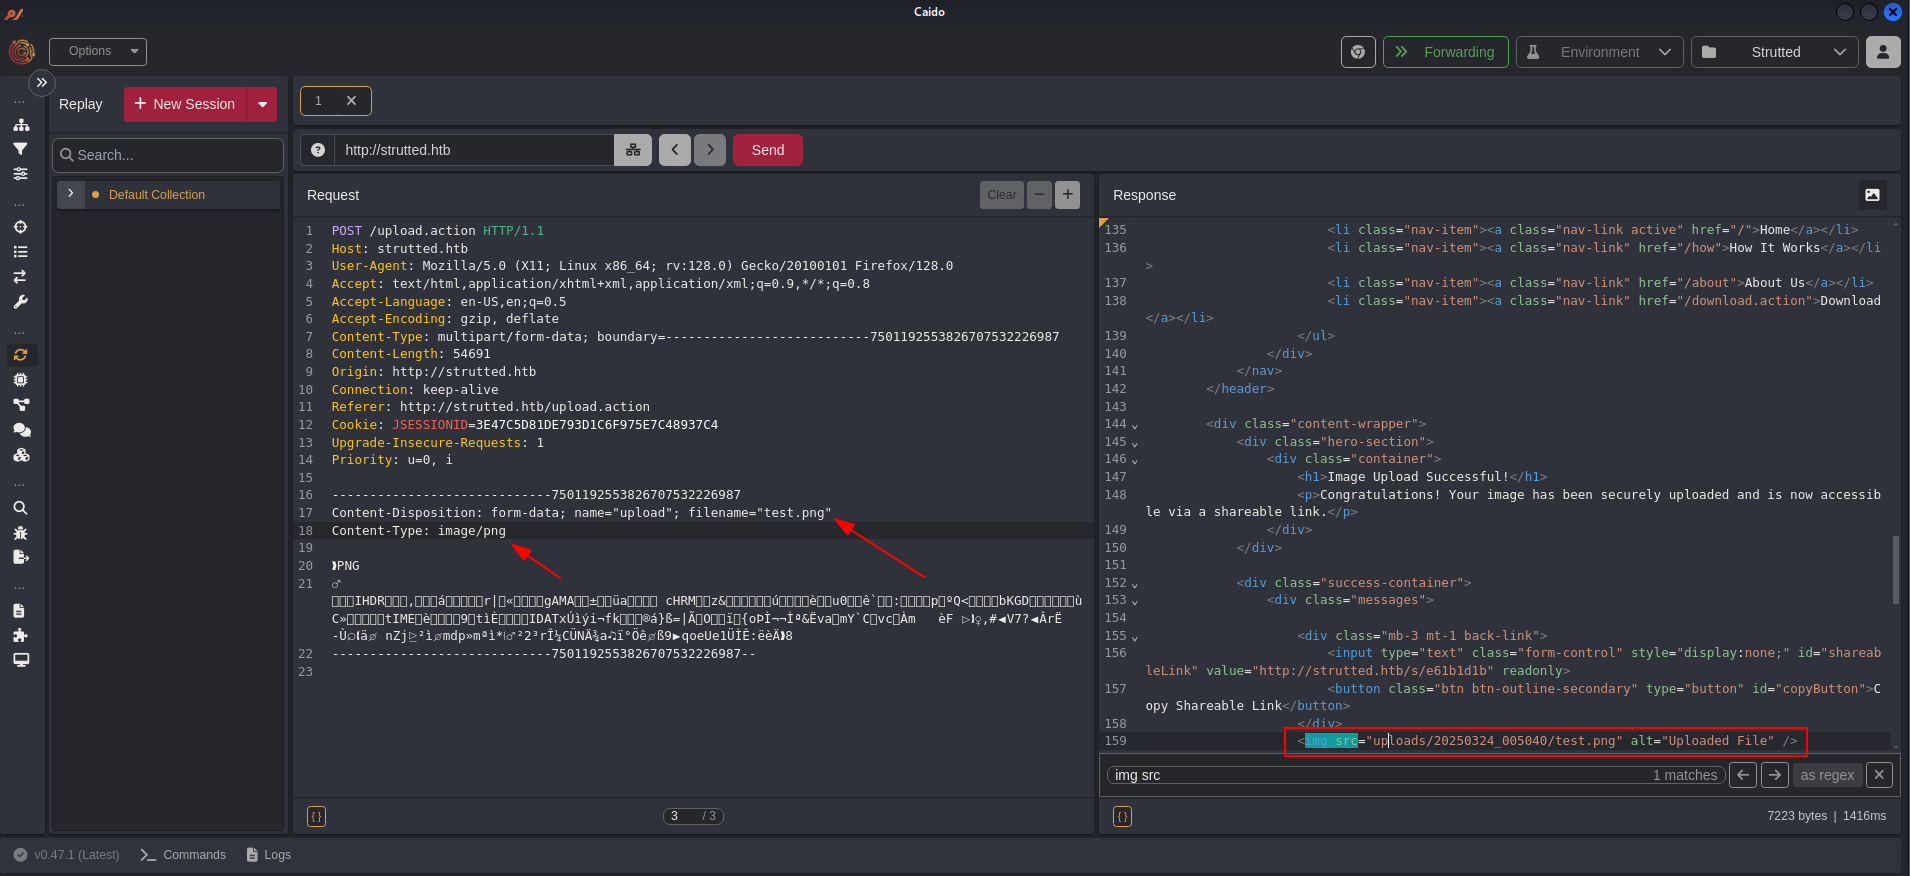 Caido
Options
Forwarding
Environment
Strutted
Replay
New Session
1
Search...
http://strutted.htb
Send
Default Collection
Request
Clear
Response
1 POST /upload.action HTTP/1.1
2 Host: strutted.htb
3 User-Agent: Mozilla/5.0 (X11; Linux x86_64; rv:128.0) Gecko/20100101 Firefox/128.0
4 Accept: text/html,application/xhtml+xml,application/xml;q=0.9,*/*;q=0.8
5 Accept-Language: en-US,en;q=0.5
6 Accept-Encoding: gzip, deflate
7 Content-Type: multipart/form-data; boundary=---------------------------7501192553826707532226987
8 Content-Length: 54691
9 Origin: http://strutted.htb
10 Connection: keep-alive
11 Referer: http://strutted.htb/upload.action
12 Cookie: JSESSIONID=3E47C5D81DE793D1C6F975E7C48937C4
13 Upgrade-Insecure-Requests: 1
14 Priority: u=0, i
15
16 -----------------------------7501192553826707532226987
17 Content-Disposition: form-data; name="upload"; filename="test.png"
18 Content-Type: image/png
19
20 PNG
21
22 -----------------------------7501192553826707532226987--
23
135 <li class="nav-item"><a class="nav-link active" href="/">Home</a></li>
136 <li class="nav-item"><a class="nav-link" href="/how">How It Works</a></li
>
137 <li class="nav-item"><a class="nav-link" href="/about">About Us</a></li>
138 <li class="nav-item"><a class="nav-link" href="/download.action">Download
</a></li>
139 </ul>
140 </div>
141 </nav>
142 </header>
143
144 <div class="content-wrapper">
145 <div class="hero-section">
146 <div class="container">
147 <h1>Image Upload Successful!</h1>
148 <p>Congratulations! Your image has been securely uploaded and is now accessib
le via a shareable link.</p>
149 </div>
150 </div>
151
152 <div class="success-container">
153 <div class="messages">
154
155 <div class="mb-3 mt-1 back-link">
156 <input type="text" class="form-control" style="display:none;" id="shareab
leLink" value="http://strutted.htb/s/e61b1d1b" readonly>
157 <button class="btn btn-outline-secondary" type="button" id="copyButton">C
opy Shareable Link</button>
158 </div>
159 <img src="uploads/20250324_005040/test.png" alt="Uploaded File" />
img src
1 matches
as regex
3 / 3
7223 bytes | 1416ms
v0.47.1 (Latest)
Commands
Logs